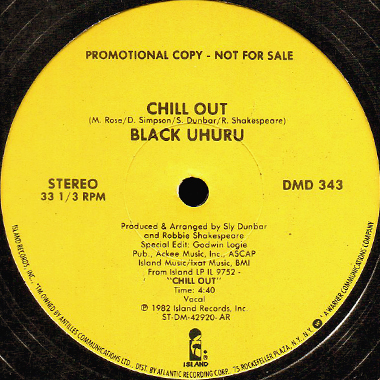 PROMOTIONAL COPY - NOT FOR SALE
CHILL OUT
(M. Rose/D. Simpson/S. Dunbar/R. Shakespeare)
BLACK UHURU
STEREO
33 1/3 RPM
DMD 343
Produced & Arranged by Sly Dunbar
and Robbie Shakespeare
Special Edit: Godwin Logie
Pub., Ackee Music, Inc., ASCAP
Island Music/ixat Music, BMI
From Island LP IL 9752 -
"CHILL OUT"
Time: 4:40
Vocal
Ⓟ 1982 Island Records, Inc.
ST-DM-42920-AR
ISLAND
ISLAND RECORDS, INC. - TM OWNED BY ANTILLES COMMUNICATIONS LTD., DIST. BY ATLANTIC RECORDING CORP. 75 ROCKEFELLER PLAZA, N.Y., N.Y. A WARNER COMMUNICATIONS COMPANY